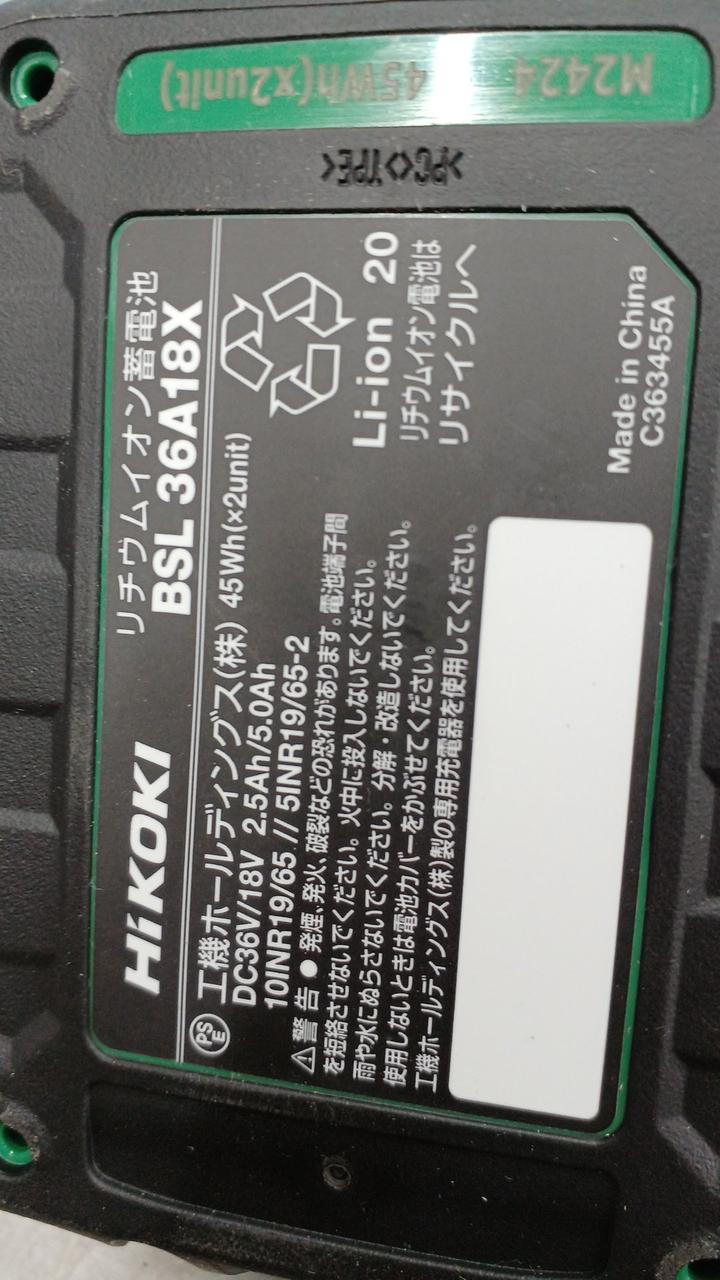 M2424 45Wh(x2unit)
>PC<>TPE<
リチウムイオン蓄電池
HiKOKI BSL 36A18X
PSE 工機ホールディングス(株) 45Wh(×2unit)
DC36V/18V 2.5Ah/5.0Ah
10INR19/65 // 5INR19/65-2
⚠警告 ● 発煙、発火、破裂などの恐れがあります。電池端子間
を短絡させないでください。火中に投入しないでください。
雨や水にぬらさないでください。分解・改造しないでください。
使用しないときは電池カバーをかぶせてください。
工機ホールディングス(株)製の専用充電器を使用してください。
Li-ion 20
リチウムイオン電池は
リサイクルへ
Made in China
C363455A